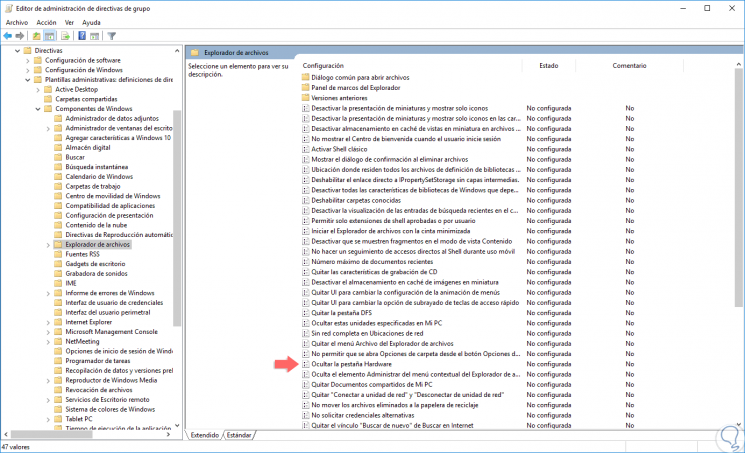 Editor de administración de directivas de grupo
Archivo Acción Ver Ayuda
Directivas
Configuración de software
Configuración de Windows
Plantillas administrativas: definiciones de dire
Active Desktop
Carpetas compartidas
Componentes de Windows
Administrador de datos adjuntos
Administrador de ventanas del escrito
Agregar características a Windows 10
Almacén digital
Buscar
Búsqueda instantánea
Calendario de Windows
Carpetas de trabajo
Centro de movilidad de Windows
Compatibilidad de aplicaciones
Configuración de presentación
Contenido de la nube
Directivas de Reproducción automátic
Explorador de archivos
Fuentes RSS
Gadgets de escritorio
Grabadora de sonidos
IME
Informe de errores de Windows
Interfaz de usuario de credenciales
Interfaz del usuario perimetral
Internet Explorer
Microsoft Management Console
NetMeeting
Opciones de inicio de sesión de Wind
Programador de tareas
Recopilación de datos y versiones prel
Reproductor de Windows Media
Revocación de archivos
Servicios de Escritorio remoto
Sistema de colores de Windows
Tablet PC
Tiempo de ejecución de la aplicación
Explorador de archivos
Seleccione un elemento para ver su
descripción.
Configuración Estado Comentario
Diálogo común para abrir archivos
Panel de marcos del Explorador
Versiones anteriores
Desactivar la presentación de miniaturas y mostrar solo iconos No configurada No
Desactivar la presentación de miniaturas y mostrar solo iconos en las car... No configurada No
Desactivar almacenamiento en caché de vistas en miniatura en archivos ... No configurada No
No mostrar el Centro de bienvenida cuando el usuario inicie sesión No configurada No
Activar Shell clásico No configurada No
Mostrar el diálogo de confirmación al eliminar archivos No configurada No
Ubicación donde residen todos los archivos de definición de bibliotecas ... No configurada No
Deshabilitar el enlace directo a IPropertySetStorage sin capas intermedias. No configurada No
Desactivar todas las características de bibliotecas de Windows que depe... No configurada No
Deshabilitar carpetas conocidas No configurada No
Desactivar la visualización de las entradas de búsqueda recientes en el c... No configurada No
Permitir solo extensiones de shell aprobadas o por usuario No configurada No
Iniciar el Explorador de archivos con la cinta minimizada No configurada No
Desactivar que se muestren fragmentos en el modo de vista Contenido No configurada No
No hacer un seguimiento de accesos directos al Shell durante uso móvil No configurada No
Número máximo de documentos recientes No configurada No
Quitar las características de grabación de CD No configurada No
Desactivar el almacenamiento en caché de imágenes en miniatura No configurada No
Quitar UI para cambiar la configuración de la animación de menús No configurada No
Quitar UI para cambiar la opción de subrayado de teclas de acceso rápido No configurada No
Quitar la pestaña DFS No configurada No
Ocultar estas unidades especificadas en Mi PC No configurada No
Sin red completa en Ubicaciones de red No configurada No
Quitar el menú Archivo del Explorador de archivos No configurada No
No permitir que se abra Opciones de carpeta desde el botón Opciones d... No configurada No
Ocultar la pestaña Hardware No configurada No
Oculta el elemento Administrar del menú contextual del Explorador de a... No configurada No
Quitar Documentos compartidos de Mi PC No configurada No
Quitar "Conectar a unidad de red" y "Desconectar de unidad de red" No configurada No
No mover los archivos eliminados a la papelera de reciclaje No configurada No
No solicitar credenciales alternativas No configurada No
Quitar el vínculo "Buscar de nuevo" de Buscar en Internet No configurada No
Extendido Estándar
47 valores